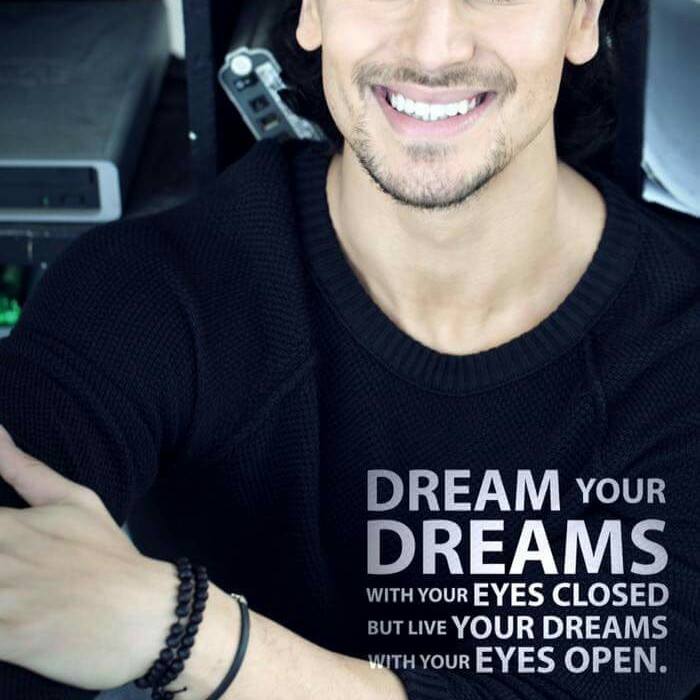 DREAM YOUR
DREAMS
WITH YOUR EYES CLOSED
BUT LIVE YOUR DREAMS
WITH YOUR EYES OPEN.